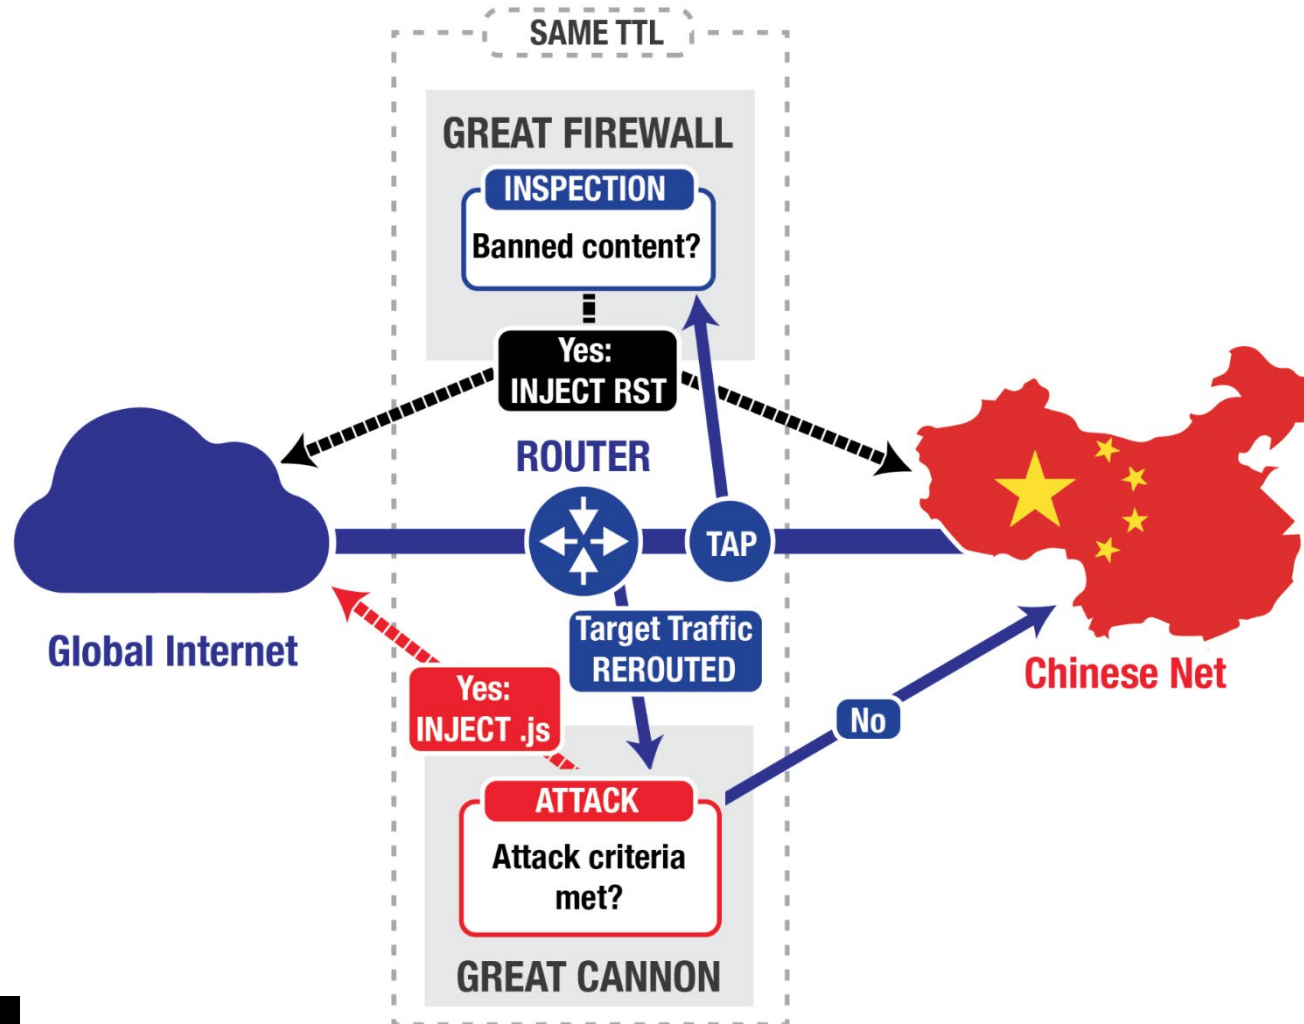 SAME TTL
GREAT FIREWALL
INSPECTION
Banned content?
Yes:
INJECT RST
ROUTER
TAP
Global Internet
Target Traffic
REROUTED
Chinese Net
Yes:
INJECT .js
No
ATTACK
Attack criteria
met?
GREAT CANNON